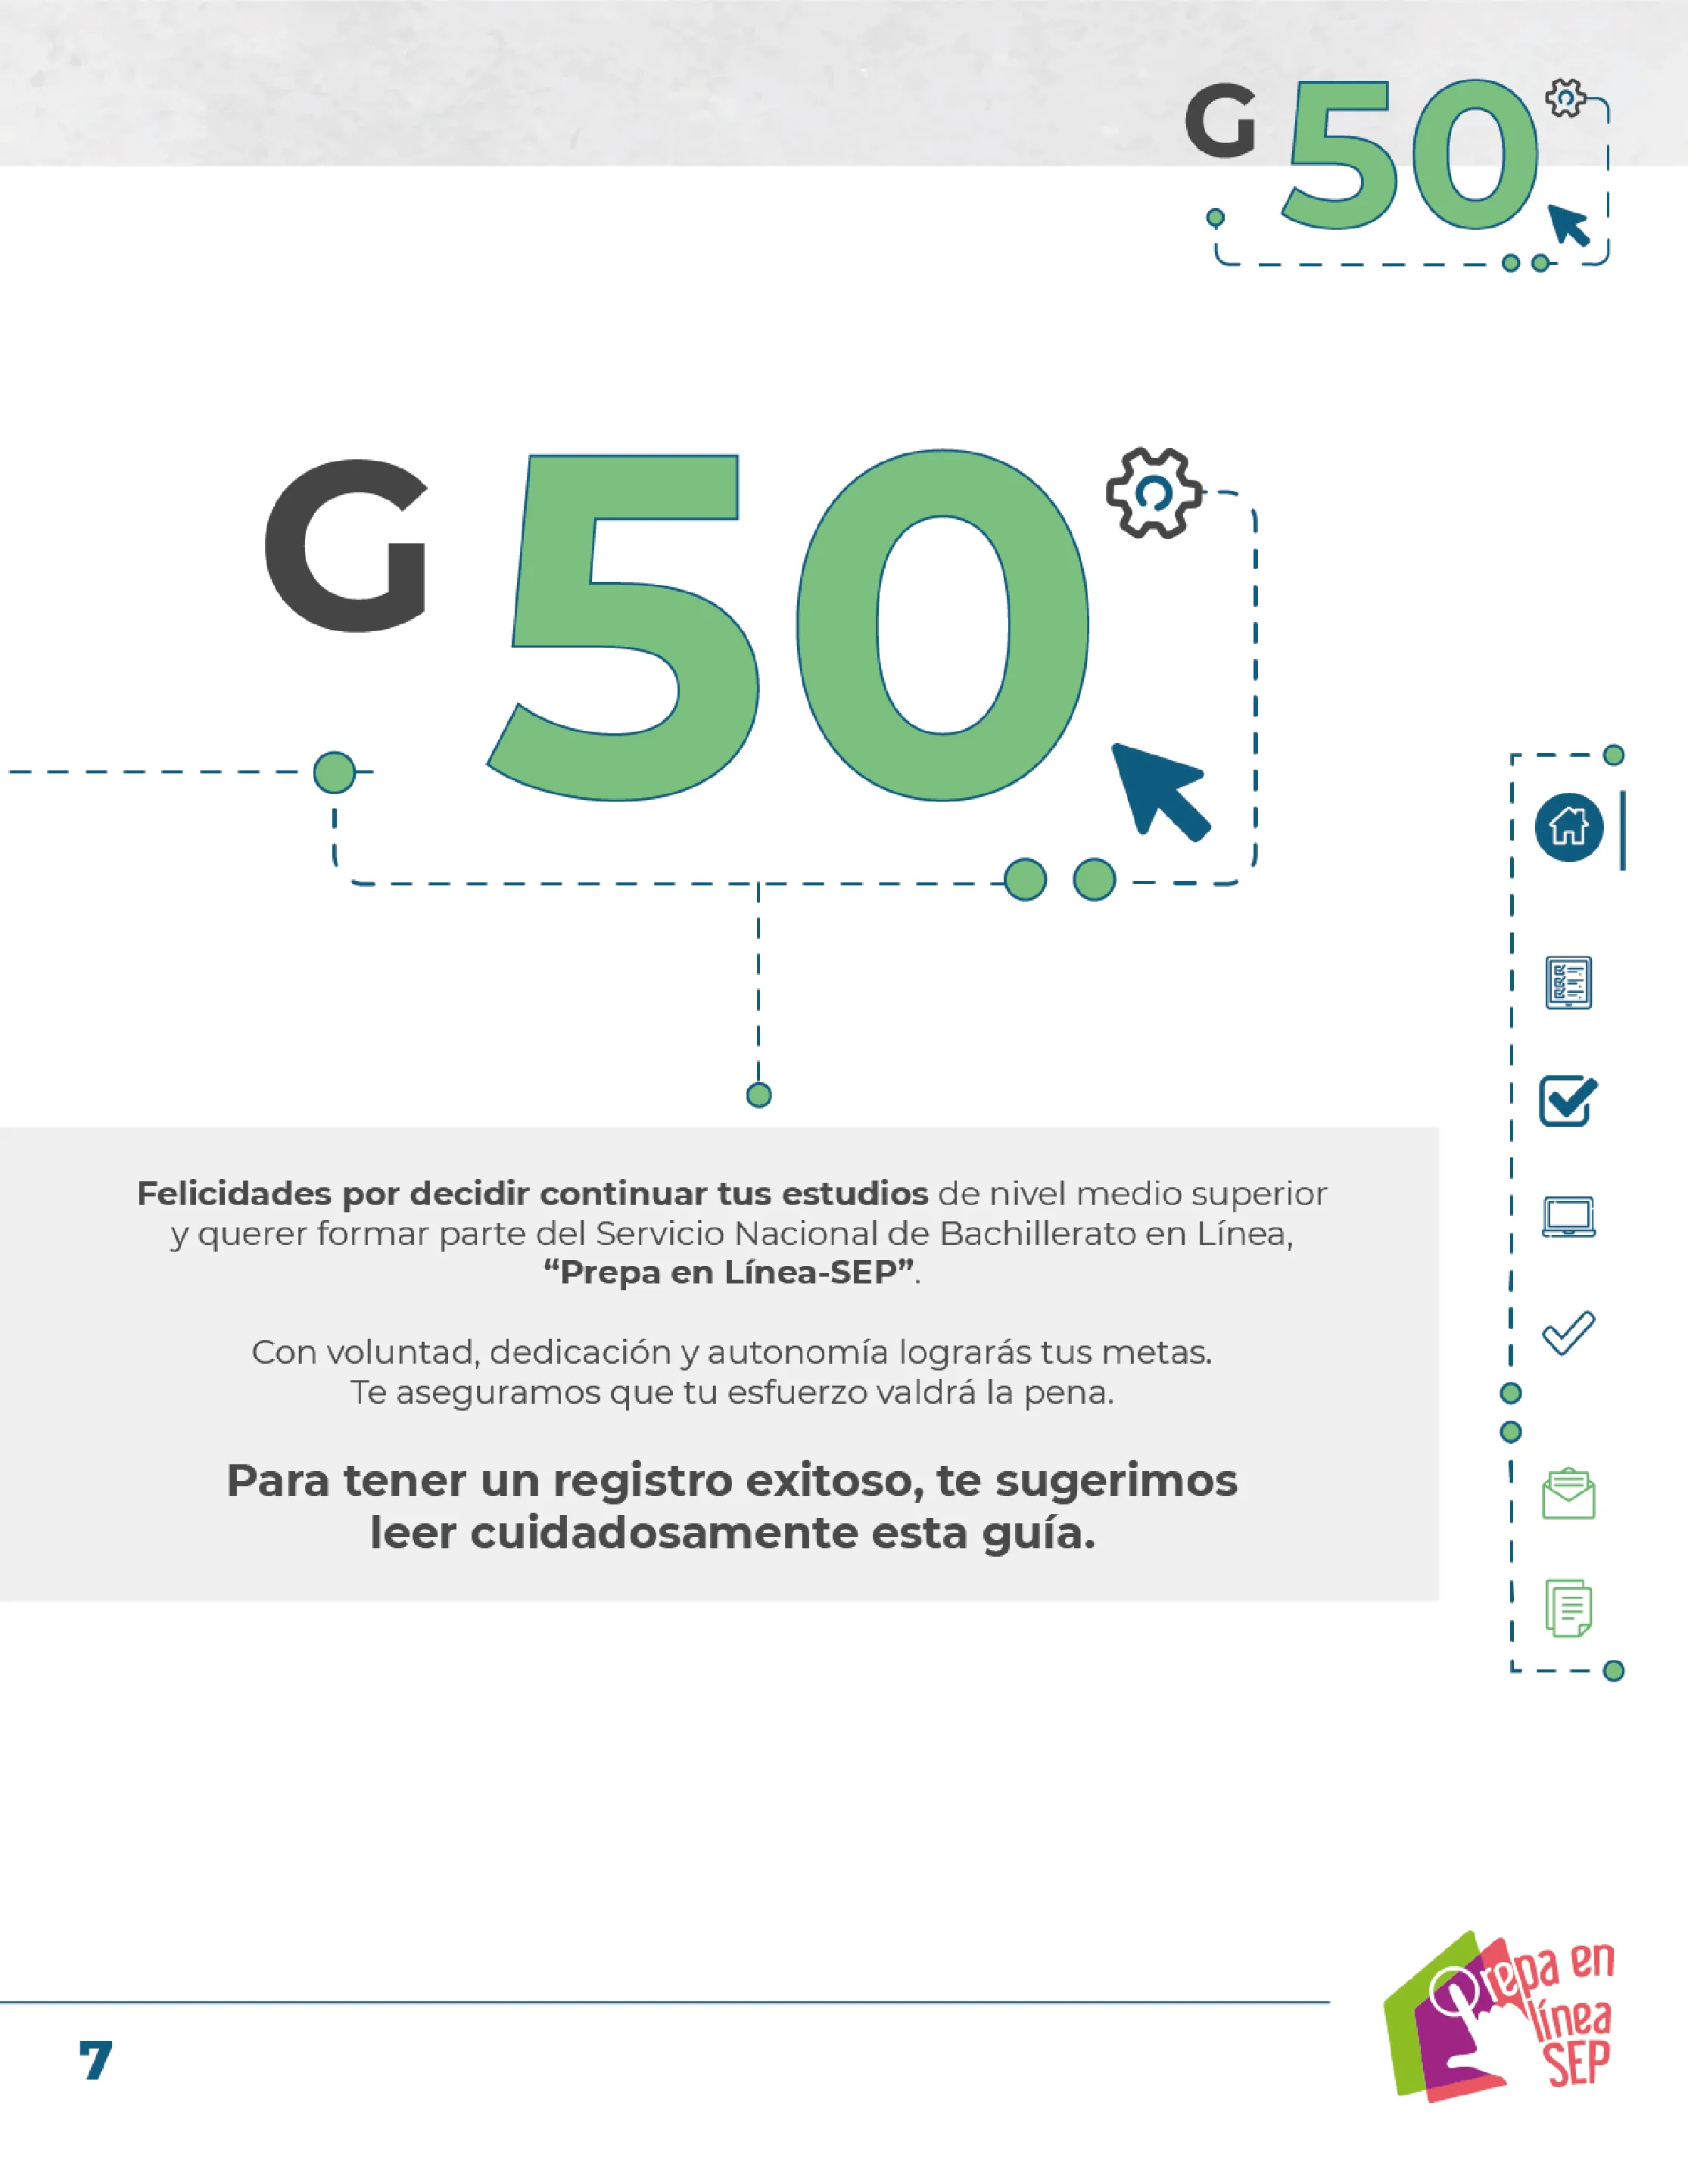 G 50
G 50
Felicidades por decidir continuar tus estudios de nivel medio superior
y querer formar parte del Servicio Nacional de Bachillerato en Línea,
“Prepa en Línea-SEP”.
Con voluntad, dedicación y autonomía lograrás tus metas.
Te aseguramos que tu esfuerzo valdrá la pena.
Para tener un registro exitoso, te sugerimos
leer cuidadosamente esta guía.
Prepa en
línea
SEP
7